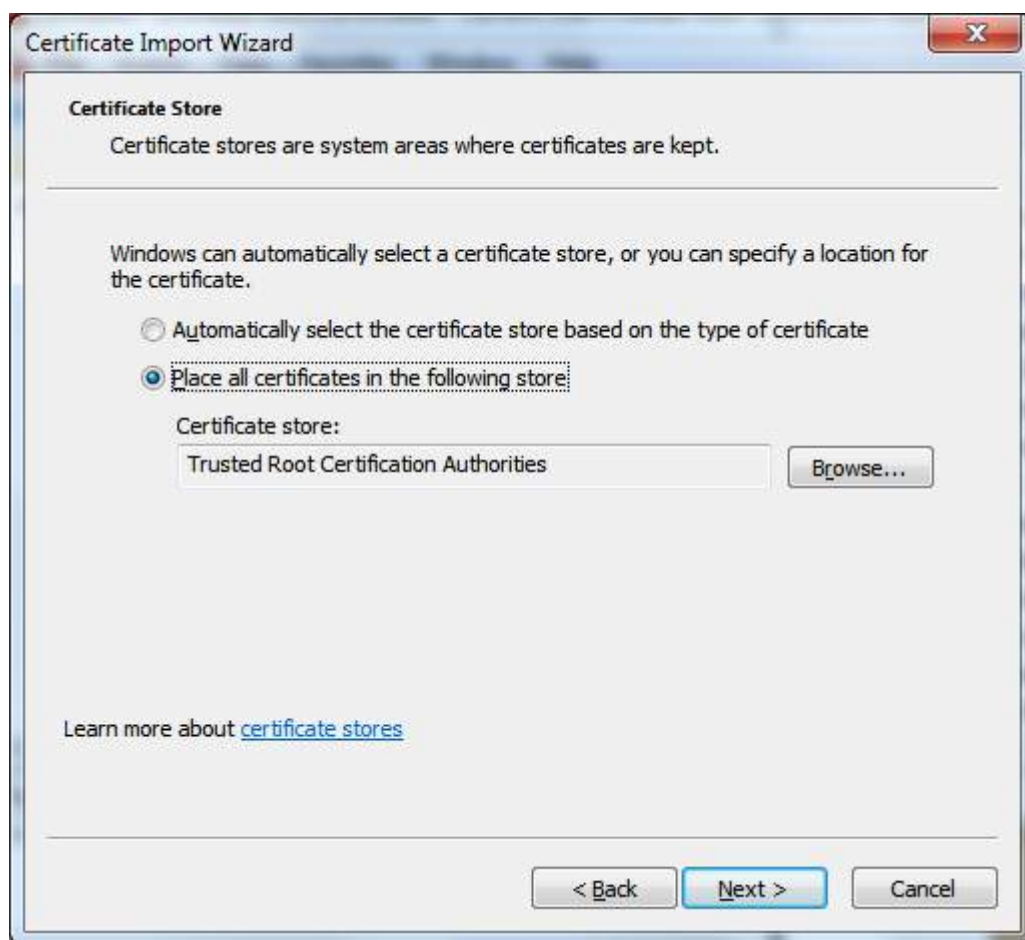 Certificate Import Wizard
Certificate Store
Certificate stores are system areas where certificates are kept.
Windows can automatically select a certificate store, or you can specify a location for
the certificate.
Automatically select the certificate store based on the type of certificate
Place all certificates in the following store
Certificate store:
Trusted Root Certification Authorities
Browse...
Learn more about certificate stores
< Back
Next >
Cancel